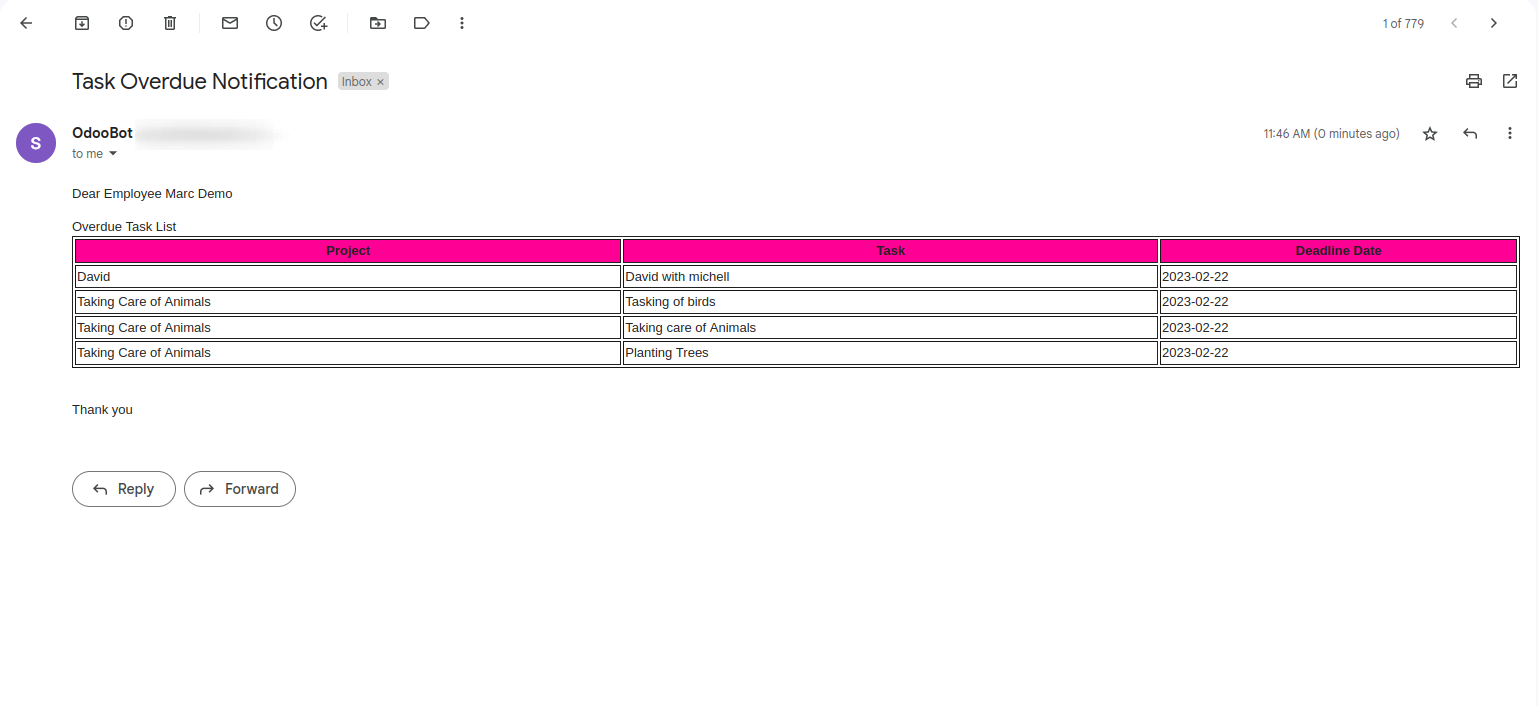 1 of 779
Task Overdue Notification Inbox ×
S
OdooBot
11:46 AM (0 minutes ago)
to me
Dear Employee Marc Demo
Overdue Task List
Project Task Deadline Date
David David with michell 2023-02-22
Taking Care of Animals Tasking of birds 2023-02-22
Taking Care of Animals Taking care of Animals 2023-02-22
Taking Care of Animals Planting Trees 2023-02-22
Thank you
Reply Forward